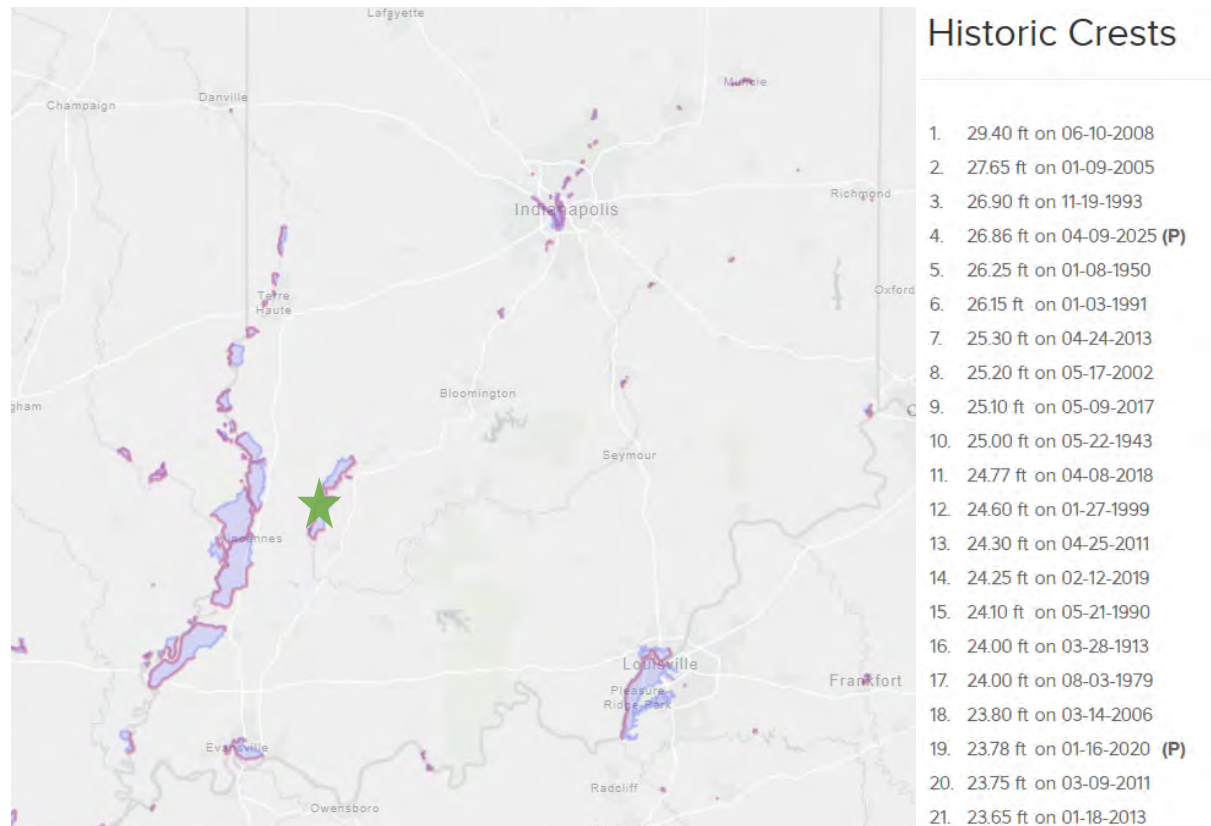 Lafayette
Muncie
Champaign
Danville
Richmond
Indianapolis
Oxford
Terre
Haute
Bloomington
gham
C
Seymour
Vincennes
Louisville
Frankfort
Pleasure
Ridge Park
Evansville
Radcliff
Owensboro
Historic Crests
1. 29.40 ft on 06-10-2008
2. 27.65 ft on 01-09-2005
3. 26.90 ft on 11-19-1993
4. 26.86 ft on 04-09-2025 (P)
5. 26.25 ft on 01-08-1950
6. 26.15 ft on 01-03-1991
7. 25.30 ft on 04-24-2013
8. 25.20 ft on 05-17-2002
9. 25.10 ft on 05-09-2017
10. 25.00 ft on 05-22-1943
11. 24.77 ft on 04-08-2018
12. 24.60 ft on 01-27-1999
13. 24.30 ft on 04-25-2011
14. 24.25 ft on 02-12-2019
15. 24.10 ft on 05-21-1990
16. 24.00 ft on 03-28-1913
17. 24.00 ft on 08-03-1979
18. 23.80 ft on 03-14-2006
19. 23.78 ft on 01-16-2020 (P)
20. 23.75 ft on 03-09-2011
21. 23.65 ft on 01-18-2013